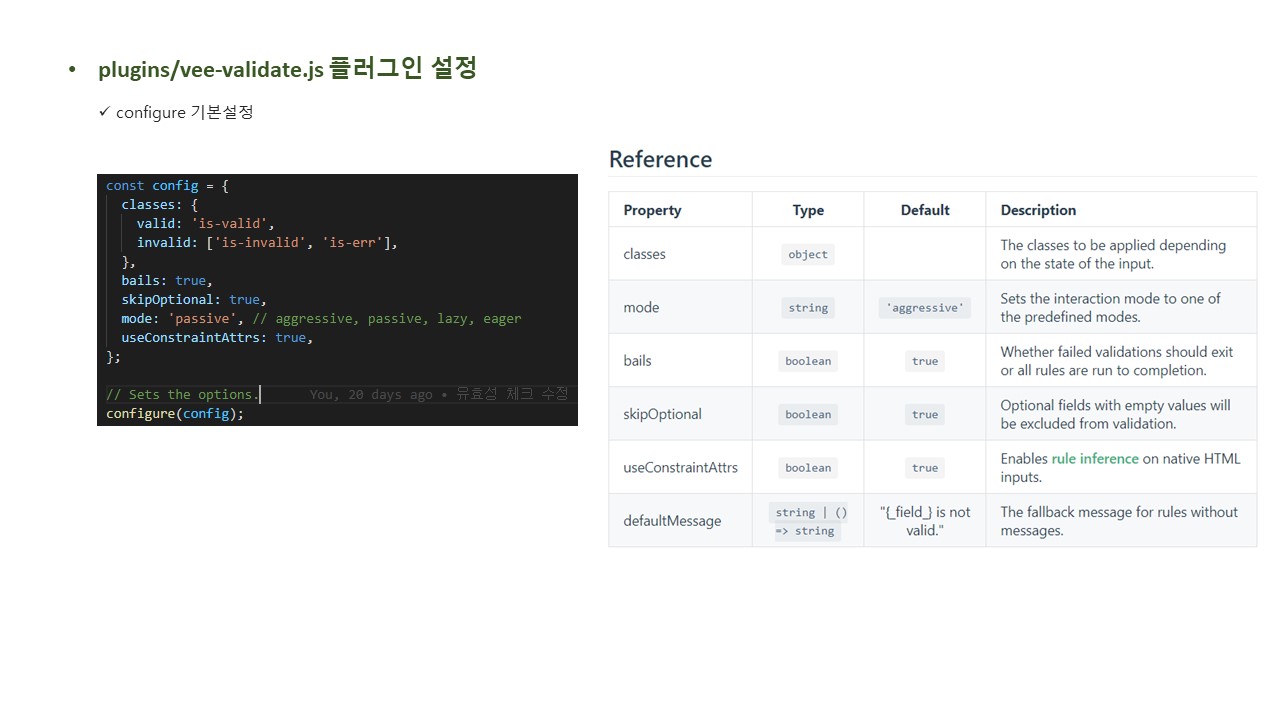 • plugins/vee-validate.js 플러그인 설정
✓ configure 기본설정
const config = {
classes: {
valid: 'is-valid',
invalid: ['is-invalid', 'is-err'],
},
bails: true,
skipOptional: true,
mode: 'passive', // aggressive, passive, lazy, eager
useConstraintAttrs: true,
};
// Sets the options. You, 20 days ago • 유효성 체크 수정
configure(config);
Reference
Property Type Default Description
classes object The classes to be applied depending
on the state of the input.
mode string 'aggressive' Sets the interaction mode to one of
the predefined modes.
bails boolean true Whether failed validations should exit
or all rules are run to completion.
skipOptional boolean true Optional fields with empty values will
be excluded from validation.
useConstraintAttrs boolean true Enables rule inference on native HTML
inputs.
defaultMessage string | () "{_field_} is not The fallback message for rules without
=> string valid." messages.